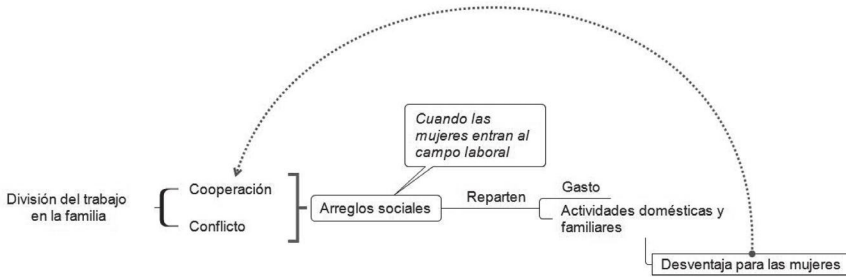 Cuando las
mujeres entran al
campo laboral
División del trabajo
en la familia
Cooperación
Conflicto
Arreglos sociales
Reparten
Gasto
Actividades domésticas y
familiares
Desventaja para las mujeres